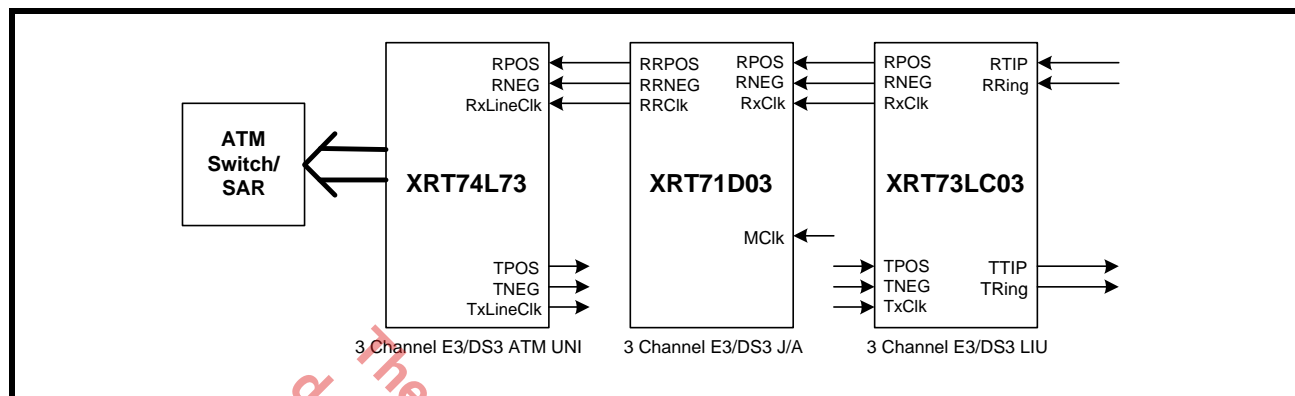 RPOS
RNEG
RxLineClk
RRPOS
RRNEG
RRClk
RPOS
RNEG
RxClk
RPOS
RNEG
RxClk
RTIP
RRing
ATM
Switch/
SAR
XRT74L73
XRT71D03
XRT73LC03
MClk
TPOS
TNEG
TxLineClk
TPOS
TNEG
TxClk
TTIP
TRing
3 Channel E3/DS3 ATM UNI
3 Channel E3/DS3 J/A
3 Channel E3/DS3 LIU
The
d